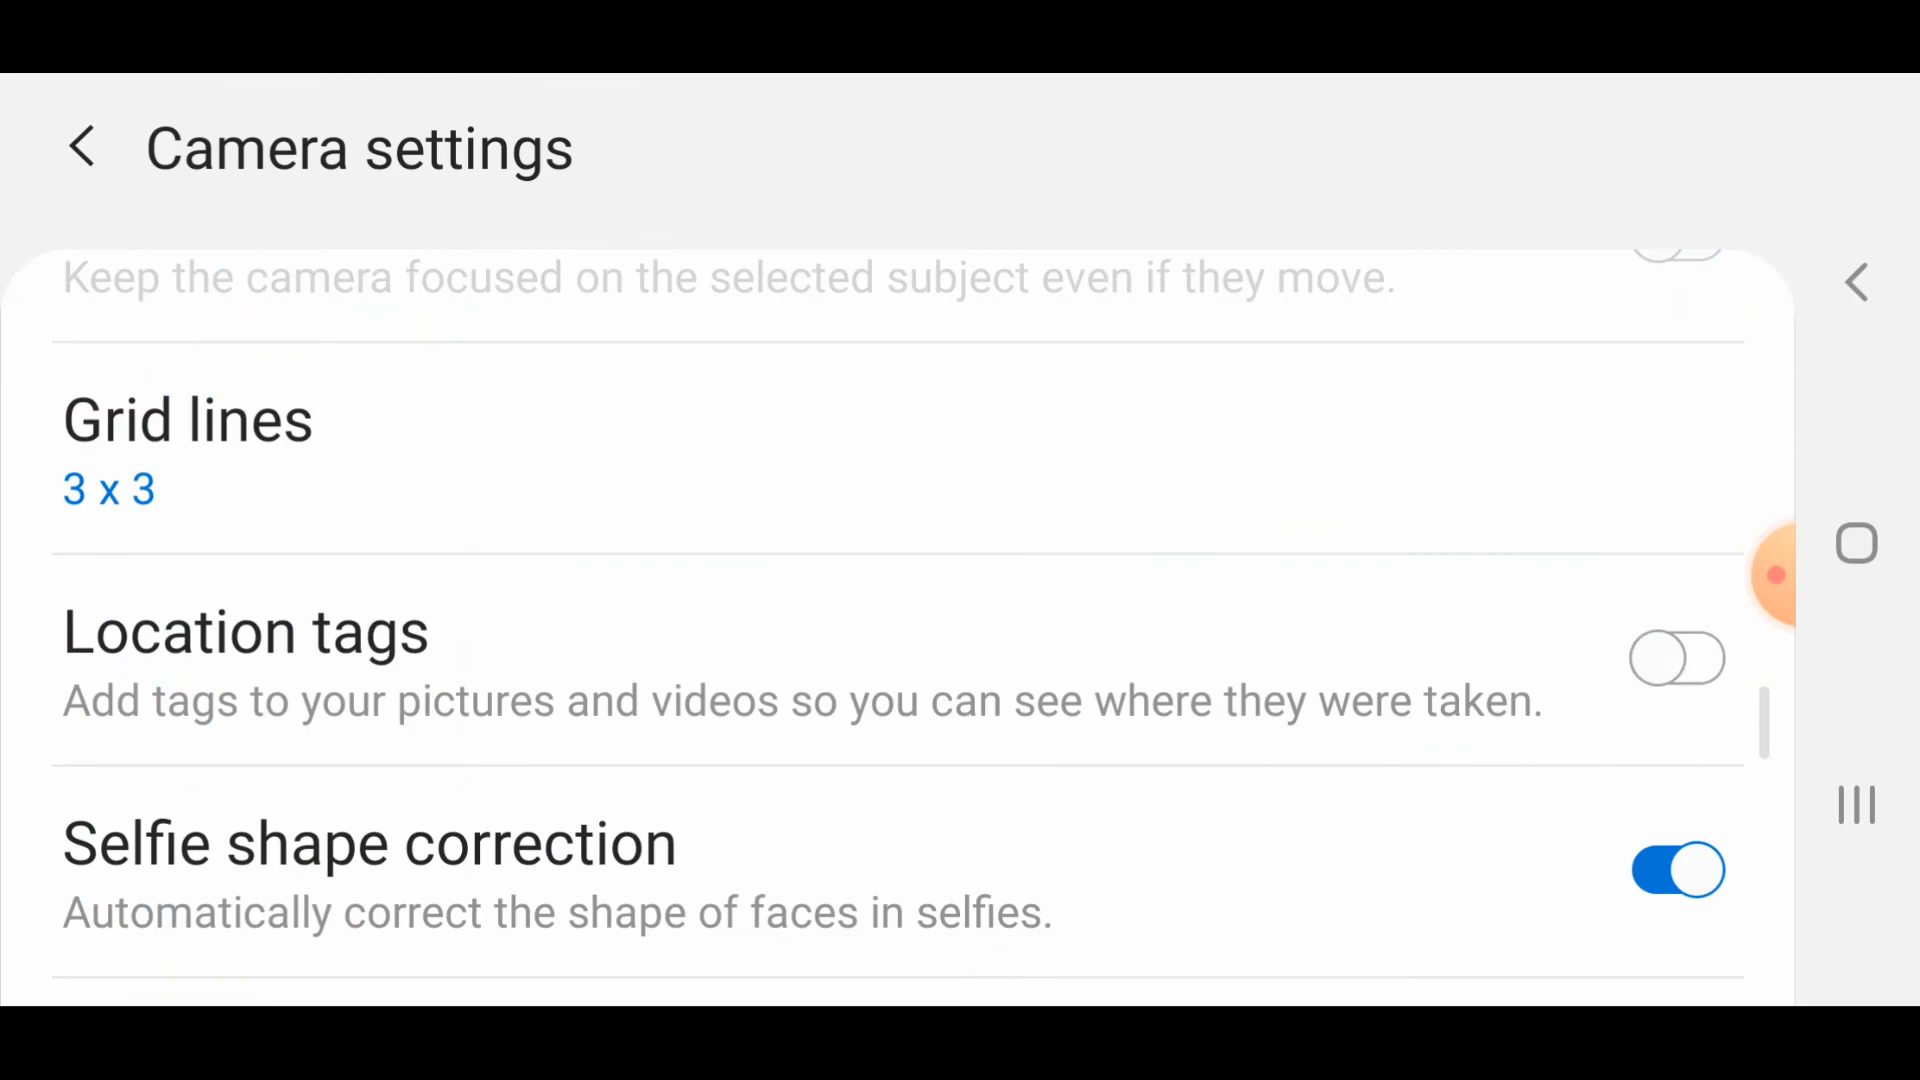 Camera settings
Keep the camera focused on the selected subject even if they move.
Grid lines
3 x 3
Location tags
Add tags to your pictures and videos so you can see where they were taken.
Selfie shape correction
Automatically correct the shape of faces in selfies.